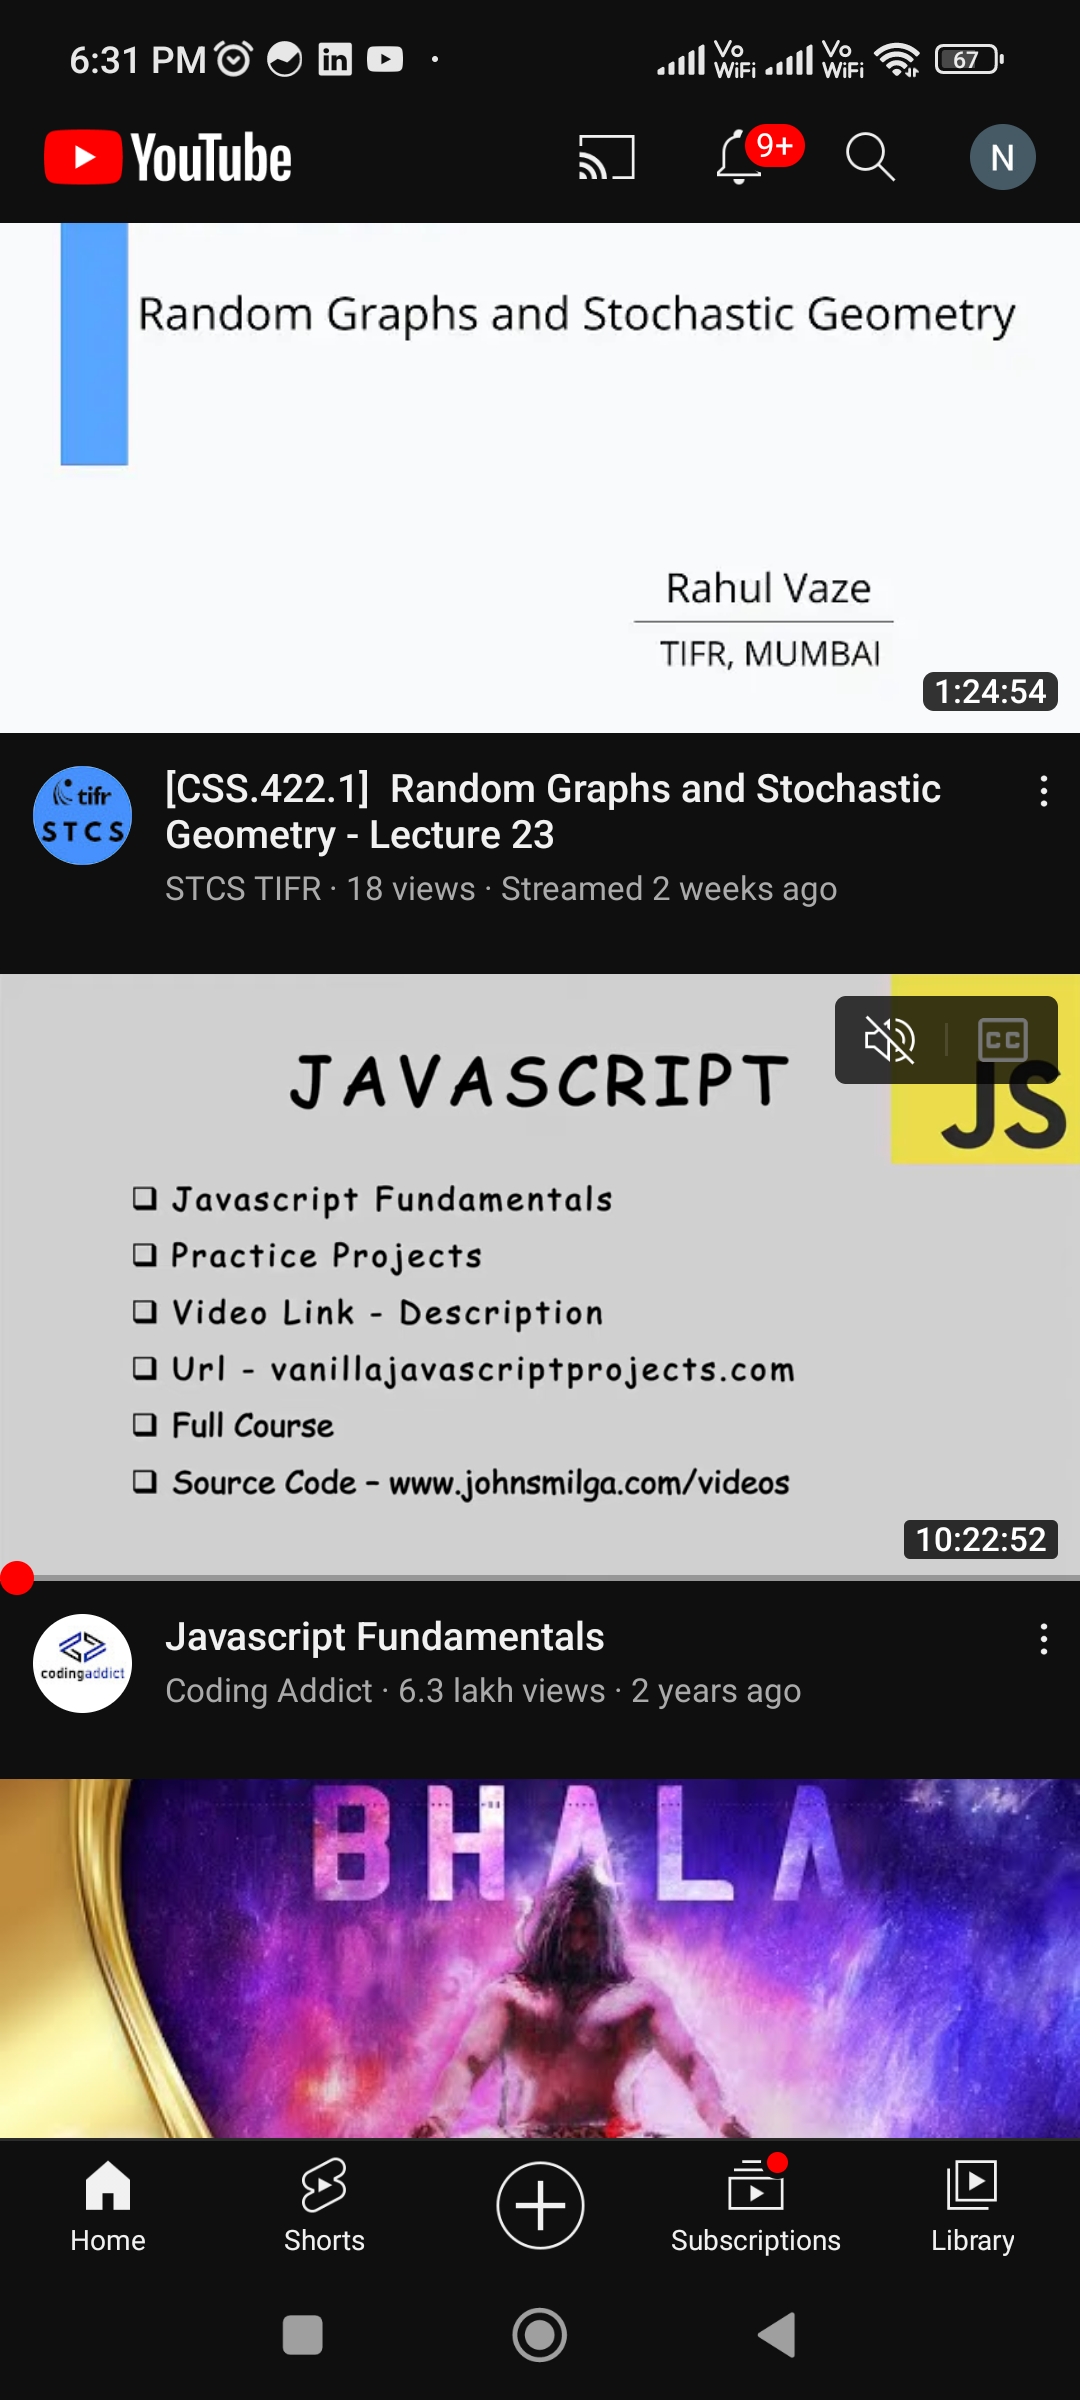 6:31 PM
Vo WiFi
Vo WiFi
67
YouTube
9+
N
Random Graphs and Stochastic Geometry
Rahul Vaze
TIFR, MUMBAI
1:24:54
tifr
STCS
[CSS.422.1] Random Graphs and Stochastic
Geometry - Lecture 23
STCS TIFR · 18 views · Streamed 2 weeks ago
JAVASCRIPT
CC
JS
❑ Javascript Fundamentals
❑ Practice Projects
❑ Video Link - Description
❑ Url - vanillajavascriptprojects.com
❑ Full Course
❑ Source Code – www.johnsmilga.com/videos
10:22:52
codingaddict
Javascript Fundamentals
Coding Addict · 6.3 lakh views · 2 years ago
BHALA
Home
Shorts
Subscriptions
Library